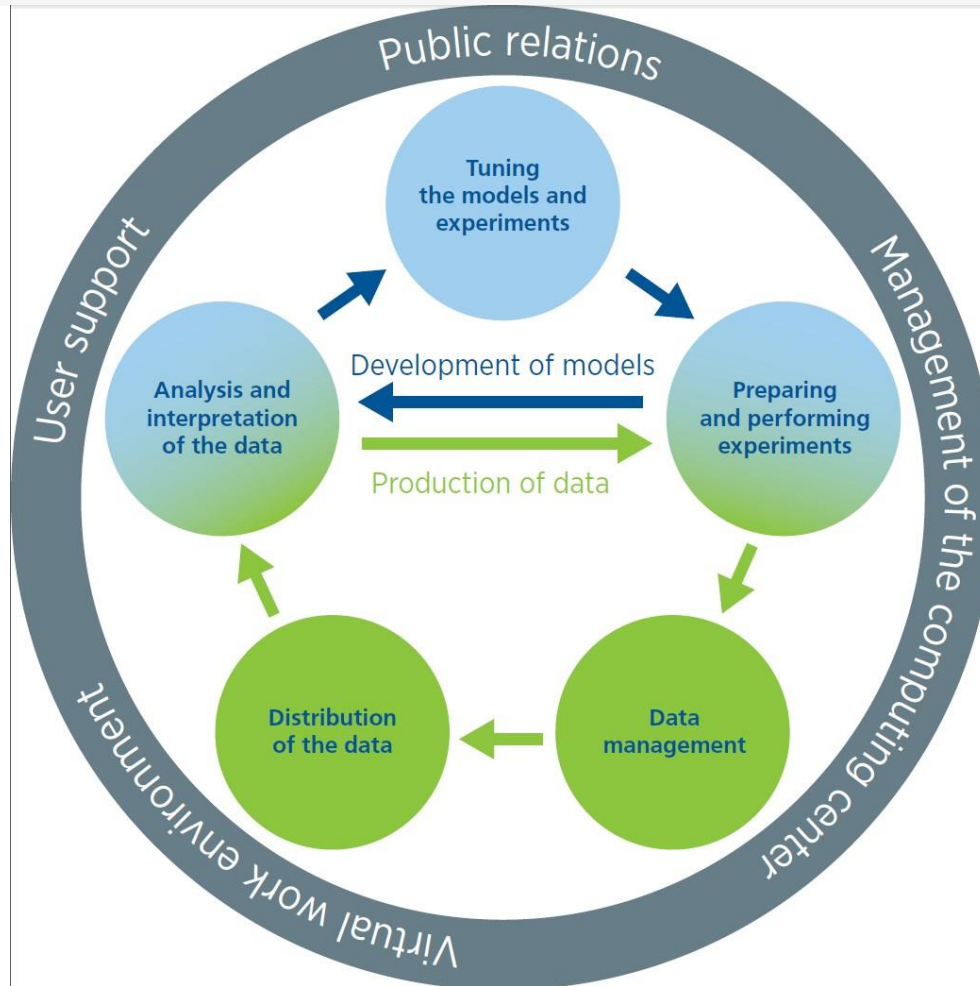 Public relations
Tuning
the models and
experiments
User support
Management of the computing center
Development of models
Analysis and
interpretation
of the data
Preparing
and performing
experiments
Production of data
Distribution
of the data
Data
management
Virtual work environment